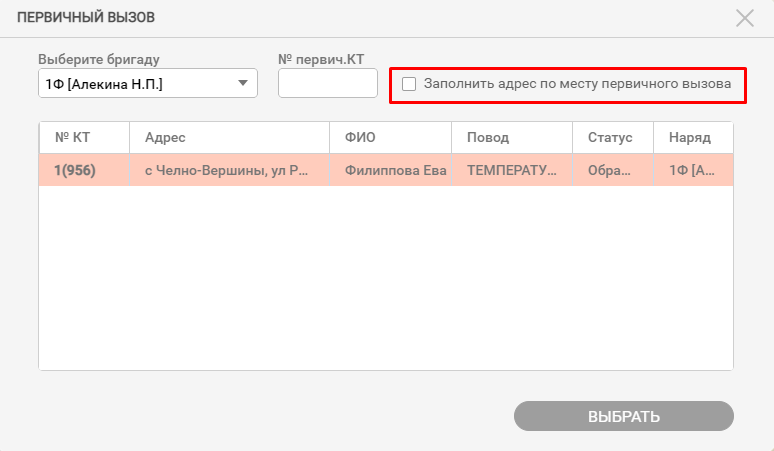 ПЕРВИЧНЫЙ ВЫЗОВ
Выберите бригаду № первич.КТ
1Ф [Алекина Н.П.] Заполнить адрес по месту первичного вызова
№ КТ Адрес ФИО Повод Статус Наряд
1(956) с Челно-Вершины, ул Р... Филиппова Ева ТЕМПЕРАТУ... Обра... 1Ф [А...
ВЫБРАТЬ